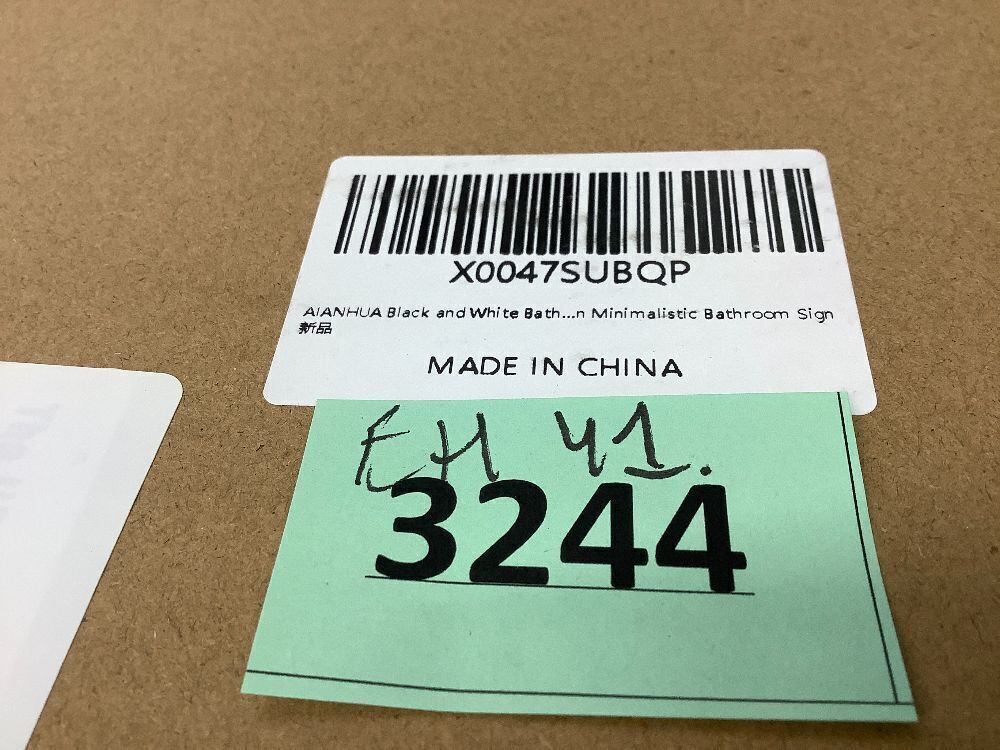 X0047SUBQP
AIANHUA Black and White Bath...n Minimalistic Bathroom Sign
新品
MADE IN CHINA
EH 41.
3244